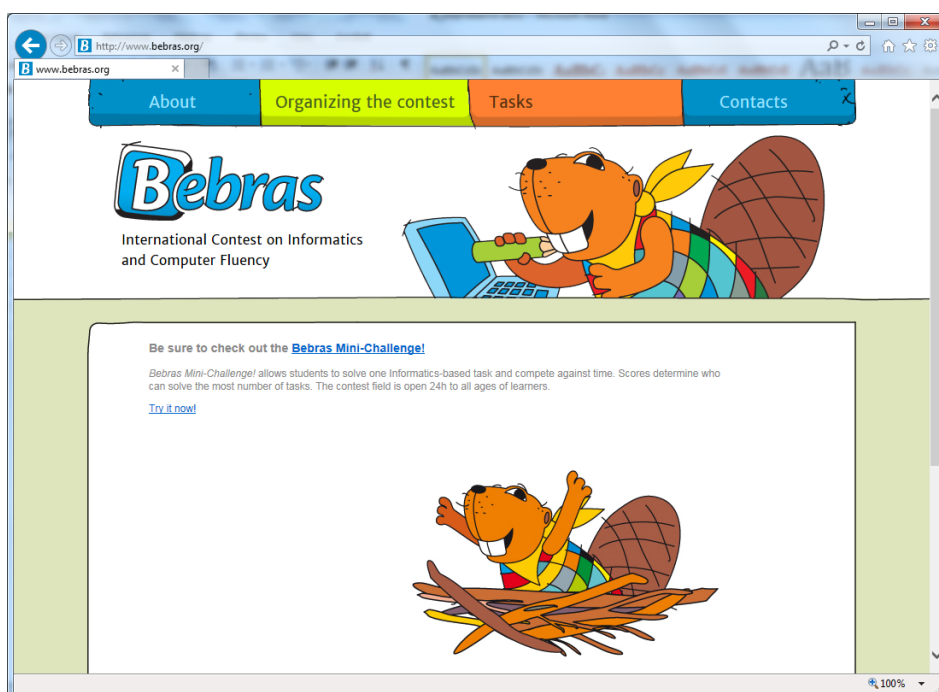 http://www.bebras.org/
www.bebras.org
About
Organizing the contest
Tasks
Contacts
Bebras
International Contest on Informatics
and Computer Fluency
Be sure to check out the Bebras Mini-Challenge!
Bebras Mini-Challenge! allows students to solve one Informatics-based task and compete against time. Scores determine who
can solve the most number of tasks. The contest field is open 24h to all ages of learners.
Try it now!
100%